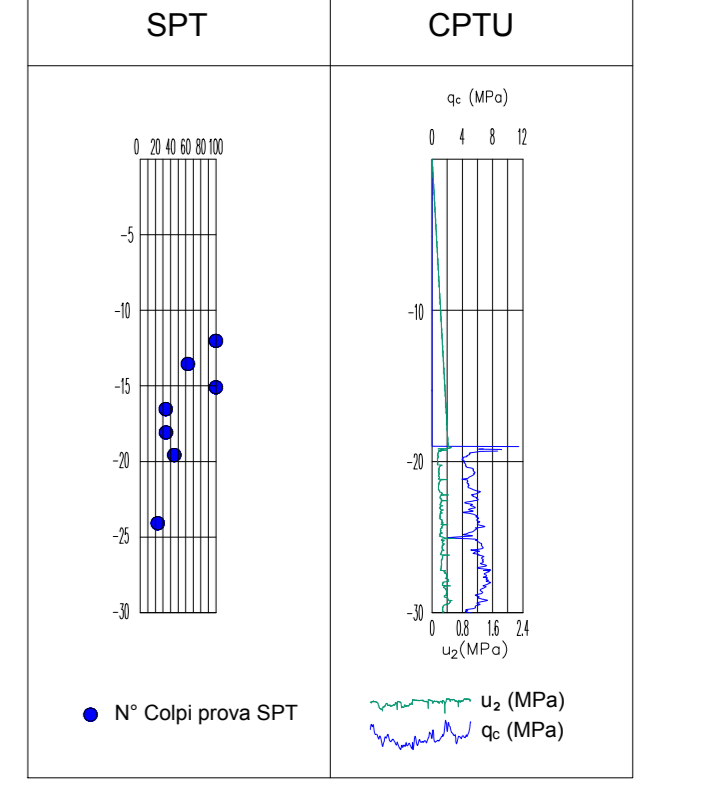 SPT
CPTU
qc (MPa)
0 20 40 60 80 100
0 4 8 12
-5
-10
-15
-20
-25
-30
-10
-20
-30
0 0.8 1.6 2.4
u2(MPa)
N° Colpi prova SPT
u2 (MPa)
qc (MPa)